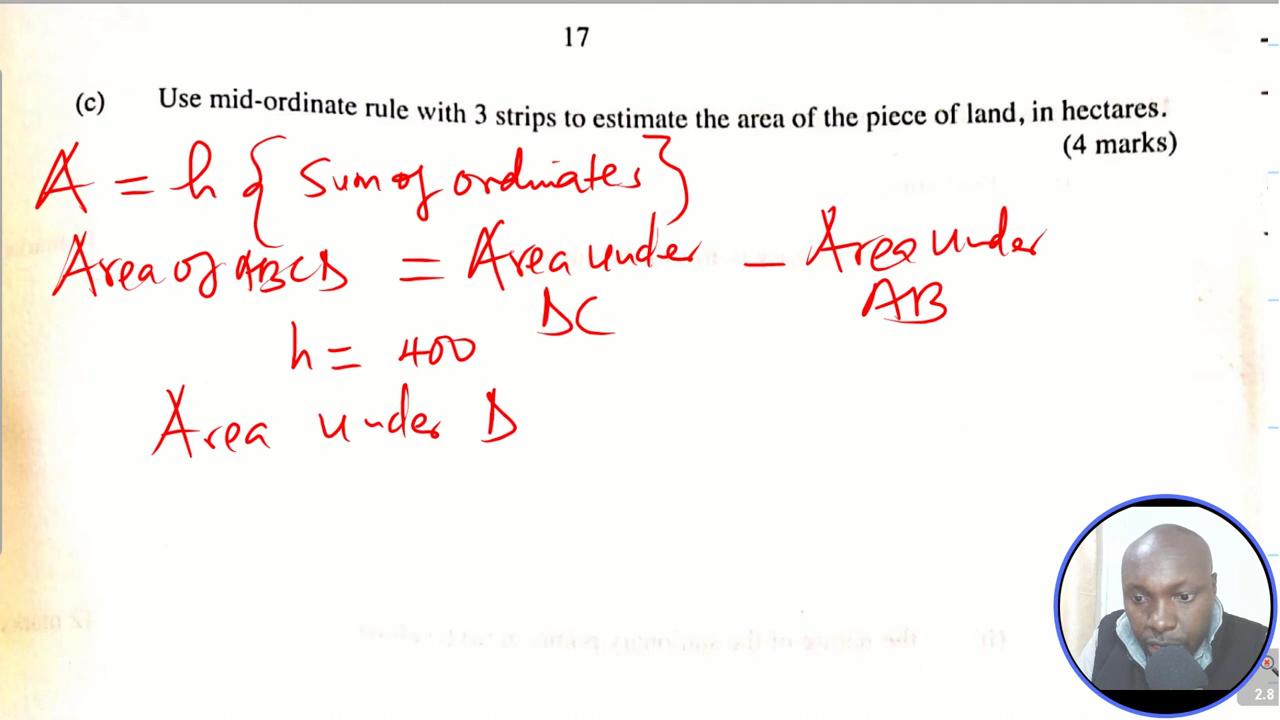 17
(c) Use mid-ordinate rule with 3 strips to estimate the area of the piece of land, in hectares.
(4 marks)
A = h { Sum of ordinates }
Area of ABCD = Area under DC – Area under AB
h = 400
Area under D
2.8